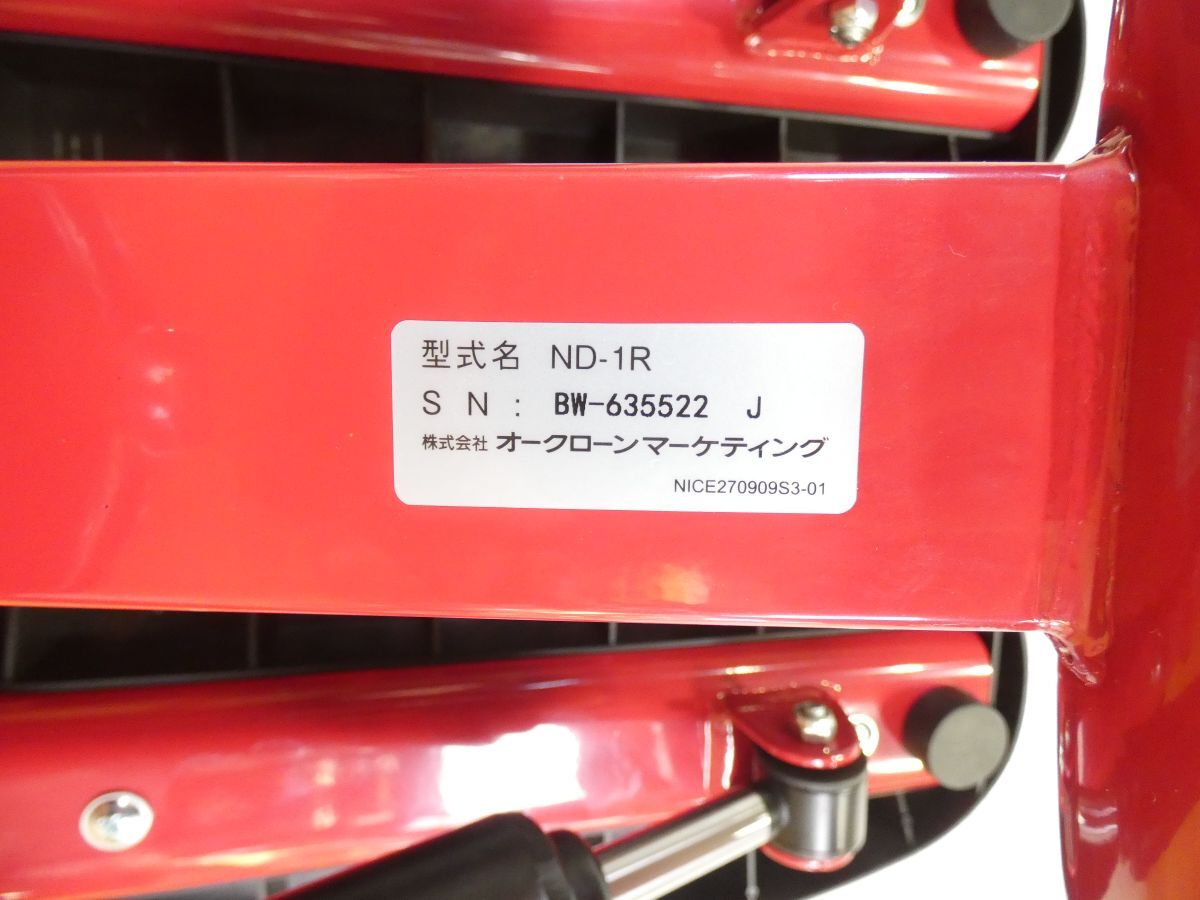 型式名 ND-1R
S N : BW-635522 J
株式会社 オークローンマーケティング
NICE270909S3-01